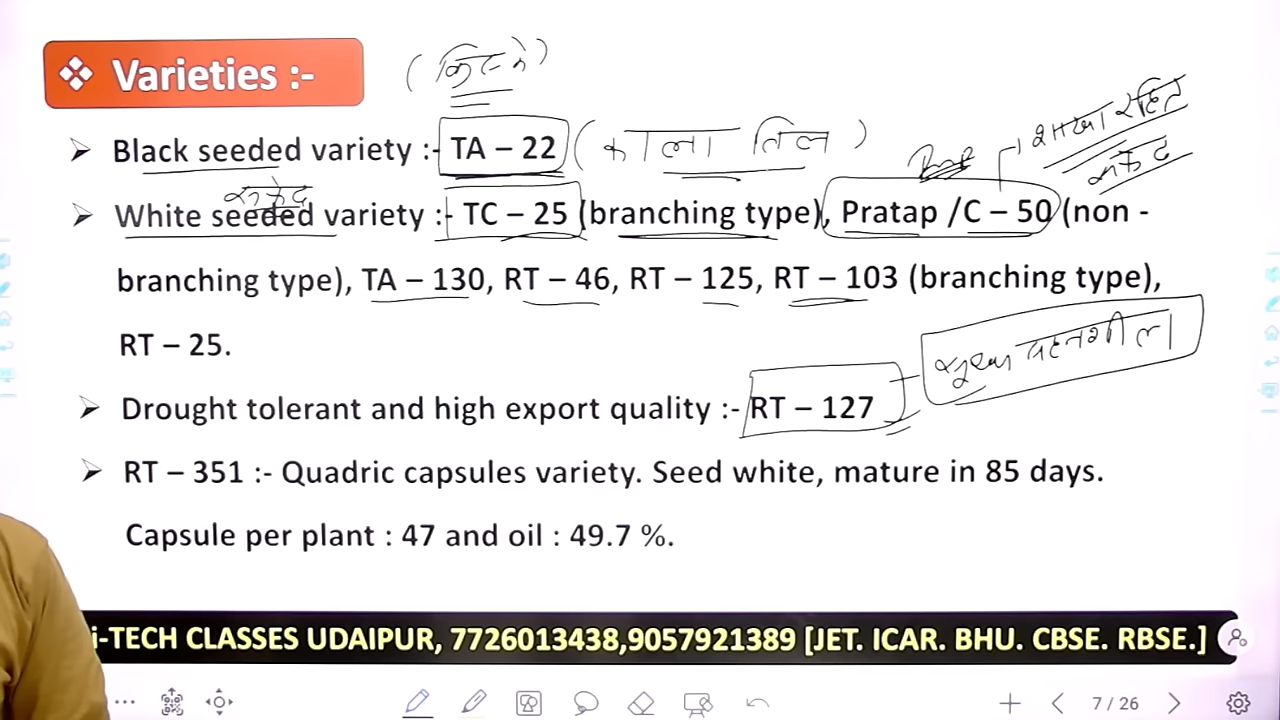 ❖ Varieties :-
(किस्मे)
➢ Black seeded variety :- TA – 22 (काला तिल)
शाखा रहित
सफेद
सफेद
➢ White seeded variety :- TC – 25 (branching type), Pratap /C – 50 (non -
branching type), TA – 130, RT – 46, RT – 125, RT – 103 (branching type),
RT – 25.
➢ Drought tolerant and high export quality :- RT – 127
सूखा सहनशील
➢ RT – 351 :- Quadric capsules variety. Seed white, mature in 85 days.
Capsule per plant : 47 and oil : 49.7 %.
i-TECH CLASSES UDAIPUR, 7726013438,9057921389 [JET. ICAR. BHU. CBSE. RBSE.]
7 / 26